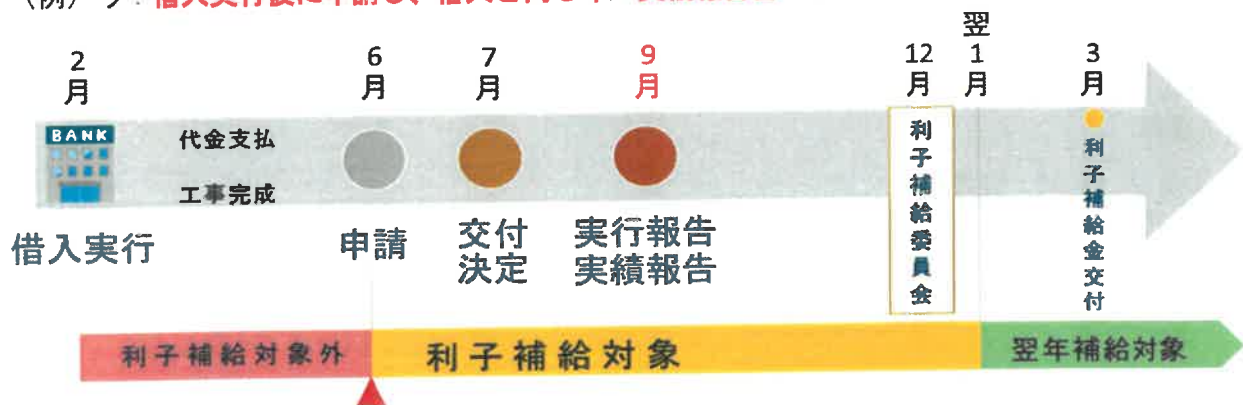 2月
6月
7月
9月
12月
翌1月
3月
BANK
代金支払
工事完成
借入実行
申請
交付
決定
実行報告
実績報告
利子補給委員会
利子補給金交付
利子補給対象外
利子補給対象
翌年補給対象